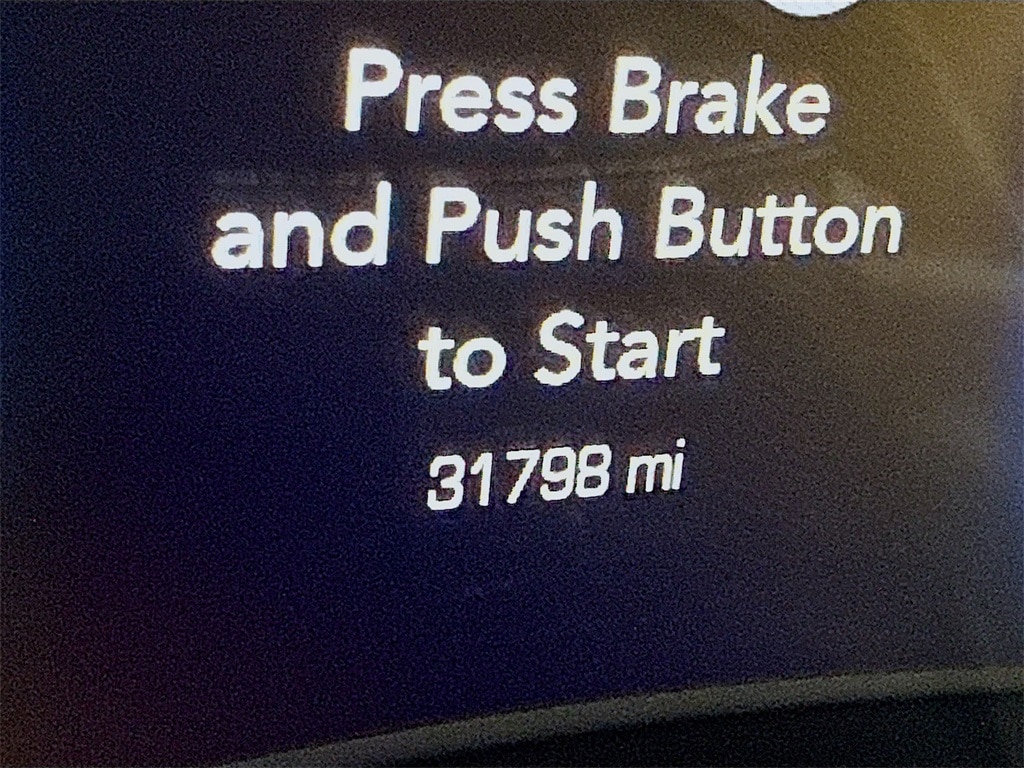 Press Brake
and Push Button
to Start
31798 mi